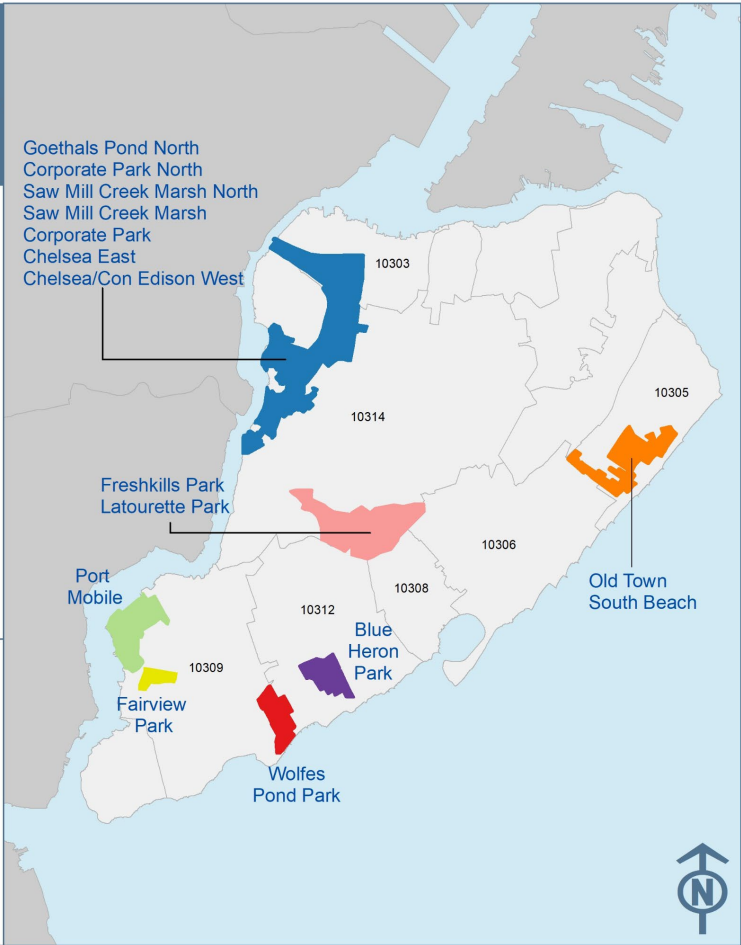 Goethals Pond North
Corporate Park North
Saw Mill Creek Marsh North
Saw Mill Creek Marsh
Corporate Park
Chelsea East
Chelsea/Con Edison West
10303
10305
10314
Freshkills Park
Latourette Park
10306
Old Town
South Beach
Port
Mobile
10308
10312
Blue
Heron
Park
10309
Fairview
Park
Wolfes
Pond Park
N